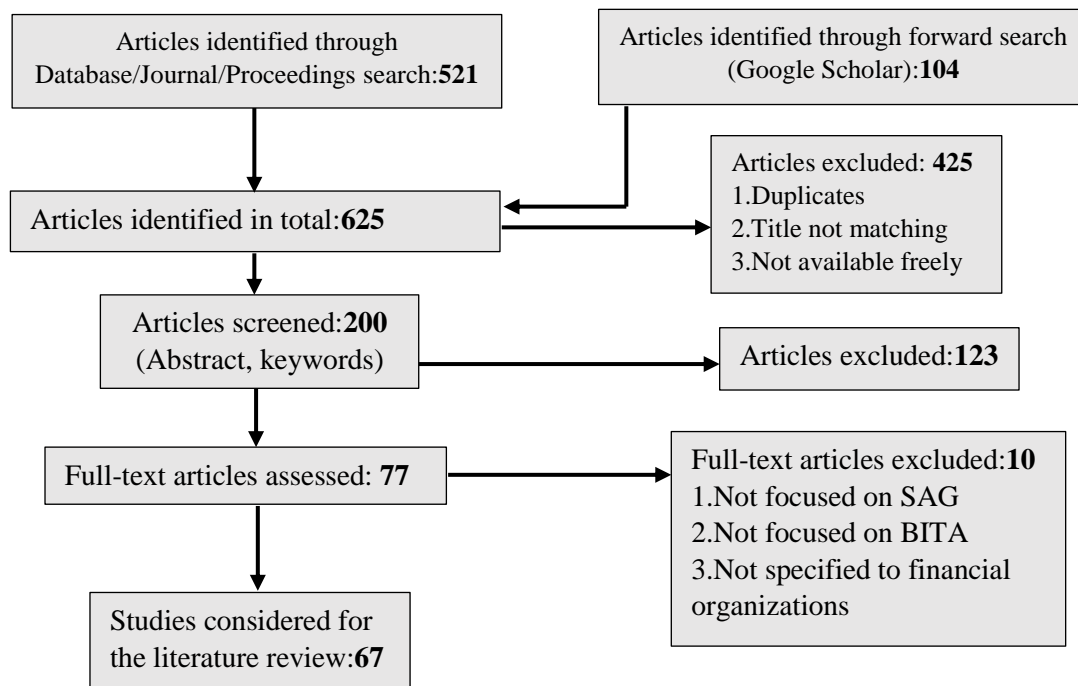 Articles identified through
Database/Journal/Proceedings search:521
Articles identified through forward search
(Google Scholar):104
Articles identified in total:625
Articles excluded: 425
1.Duplicates
2.Title not matching
3.Not available freely
Articles screened:200
(Abstract, keywords)
Articles excluded:123
Full-text articles assessed: 77
Full-text articles excluded:10
1.Not focused on SAG
2.Not focused on BITA
3.Not specified to financial
organizations
Studies considered for
the literature review:67